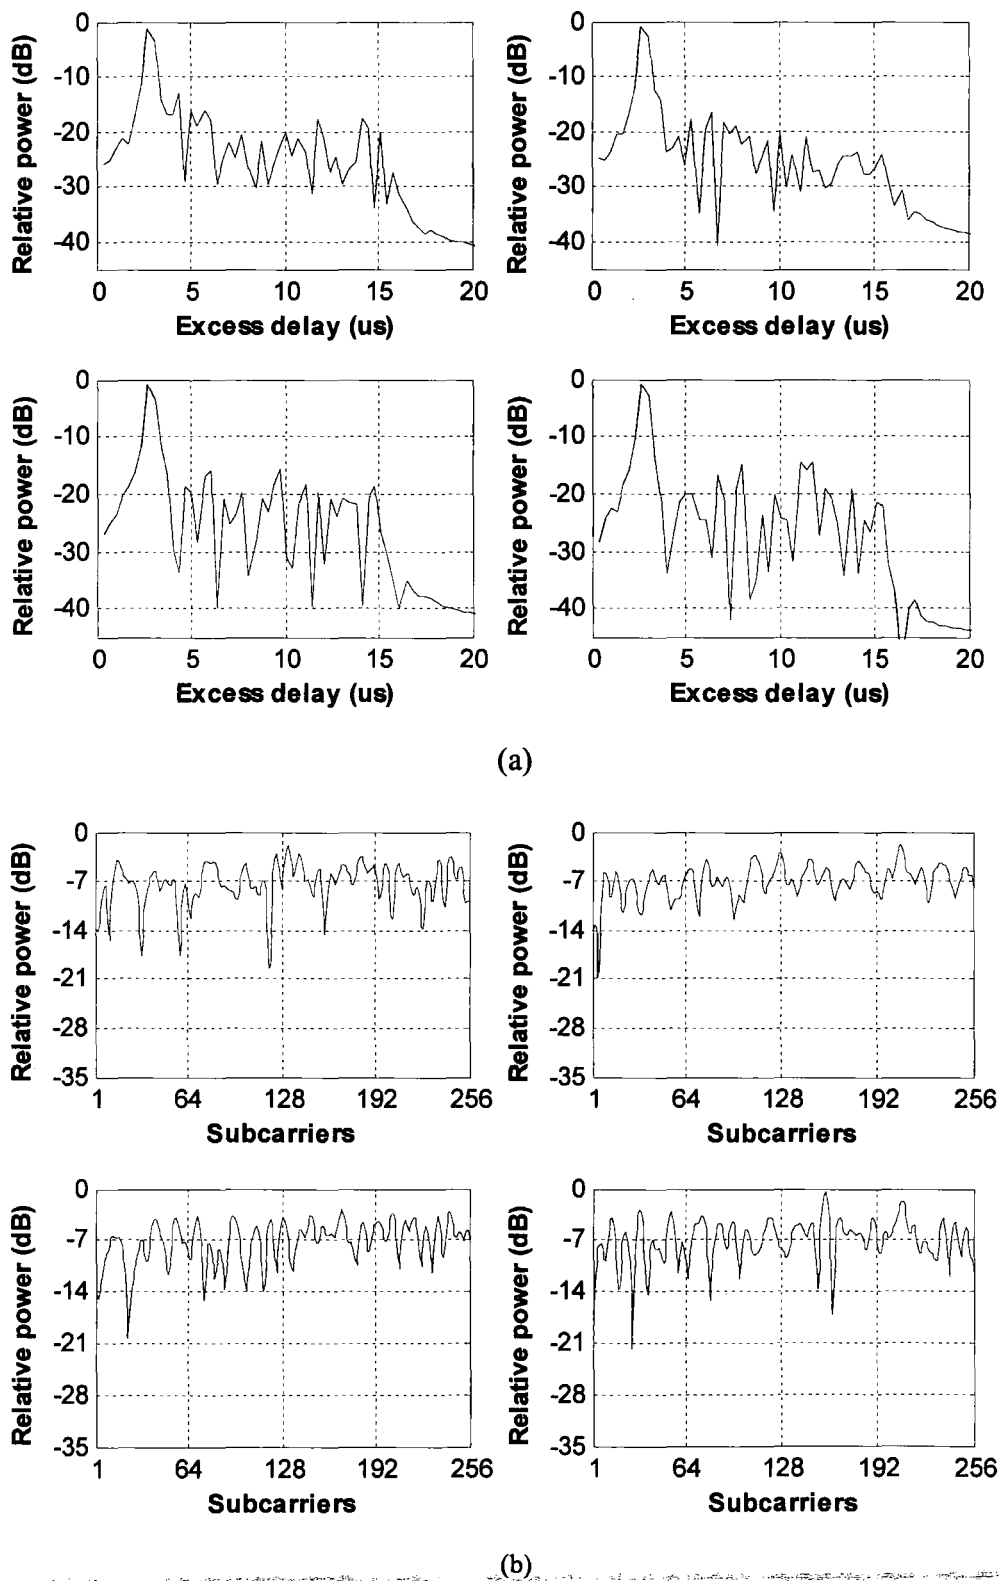 0 0
-10 -10
-20 -20
-30 -30
-40 -40
Relative power (dB) Relative power (dB)
0 5 10 15 20 0 5 10 15 20
Excess delay (us) Excess delay (us)
0 0
-10 -10
-20 -20
-30 -30
-40 -40
Relative power (dB) Relative power (dB)
0 5 10 15 20 0 5 10 15 20
Excess delay (us) Excess delay (us)
(a)
0 0
-7 -7
-14 -14
-21 -21
-28 -28
-35 -35
Relative power (dB) Relative power (dB)
1 64 128 192 256 1 64 128 192 256
Subcarriers Subcarriers
0 0
-7 -7
-14 -14
-21 -21
-28 -28
-35 -35
Relative power (dB) Relative power (dB)
1 64 128 192 256 1 64 128 192 256
Subcarriers Subcarriers
(b)